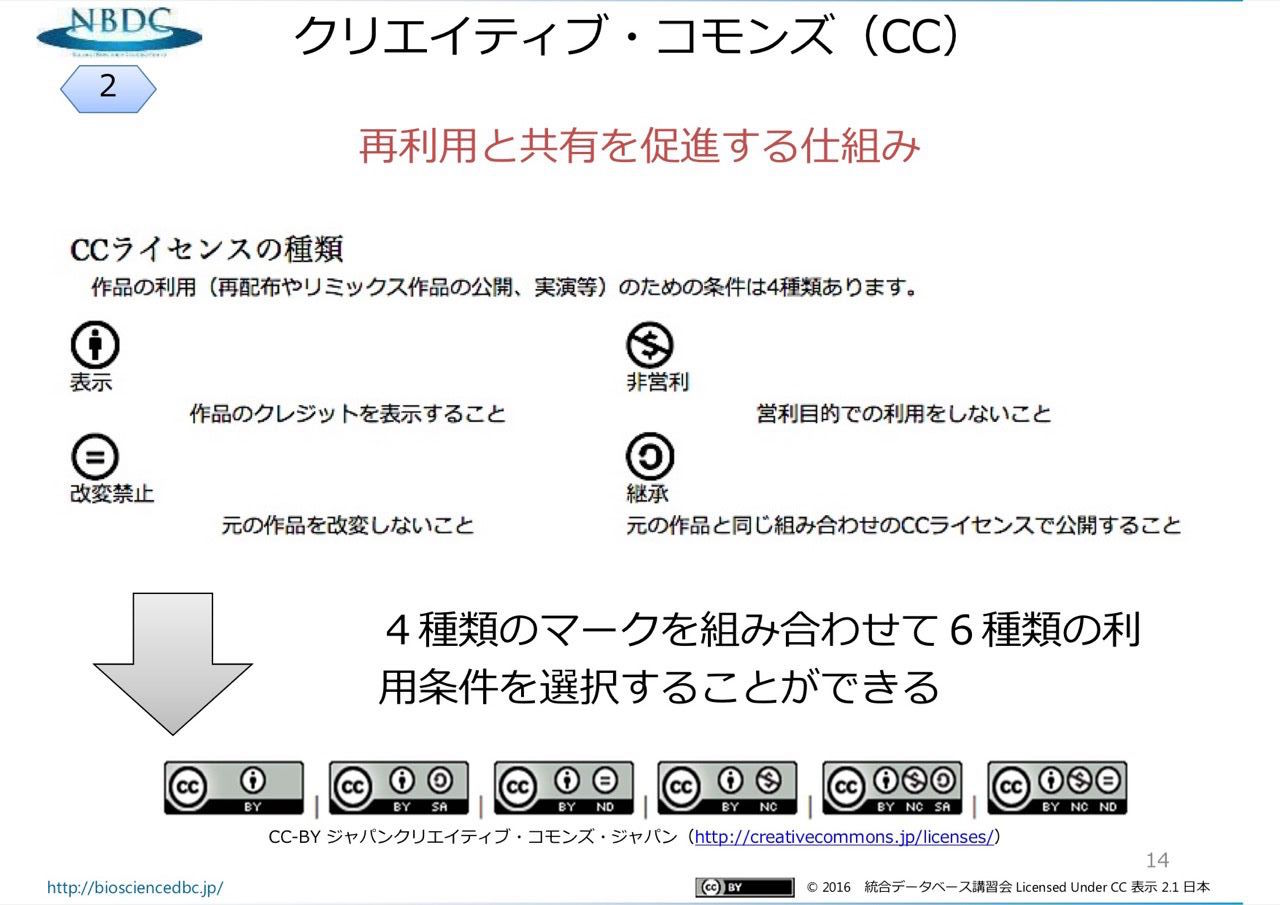 NBDC
クリエイティブ・コモンズ（CC）
2
再利用と共有を促進する仕組み
CCライセンスの種類
作品の利用（再配布やリミックス作品の公開、実演等）のための条件は4種類あります。
表示
作品のクレジットを表示すること
非営利
営利目的での利用をしないこと
改変禁止
元の作品を改変しないこと
継承
元の作品と同じ組み合わせのCCライセンスで公開すること
４種類のマークを組み合わせて６種類の利
用条件を選択することができる
cc BY | cc BY SA | cc BY ND | cc BY NC | cc BY NC SA | cc BY NC ND
CC-BY ジャパンクリエイティブ・コモンズ・ジャパン（http://creativecommons.jp/licenses/）
14
http://biosciencedbc.jp/
cc BY © 2016 統合データベース講習会 Licensed Under CC 表示 2.1 日本